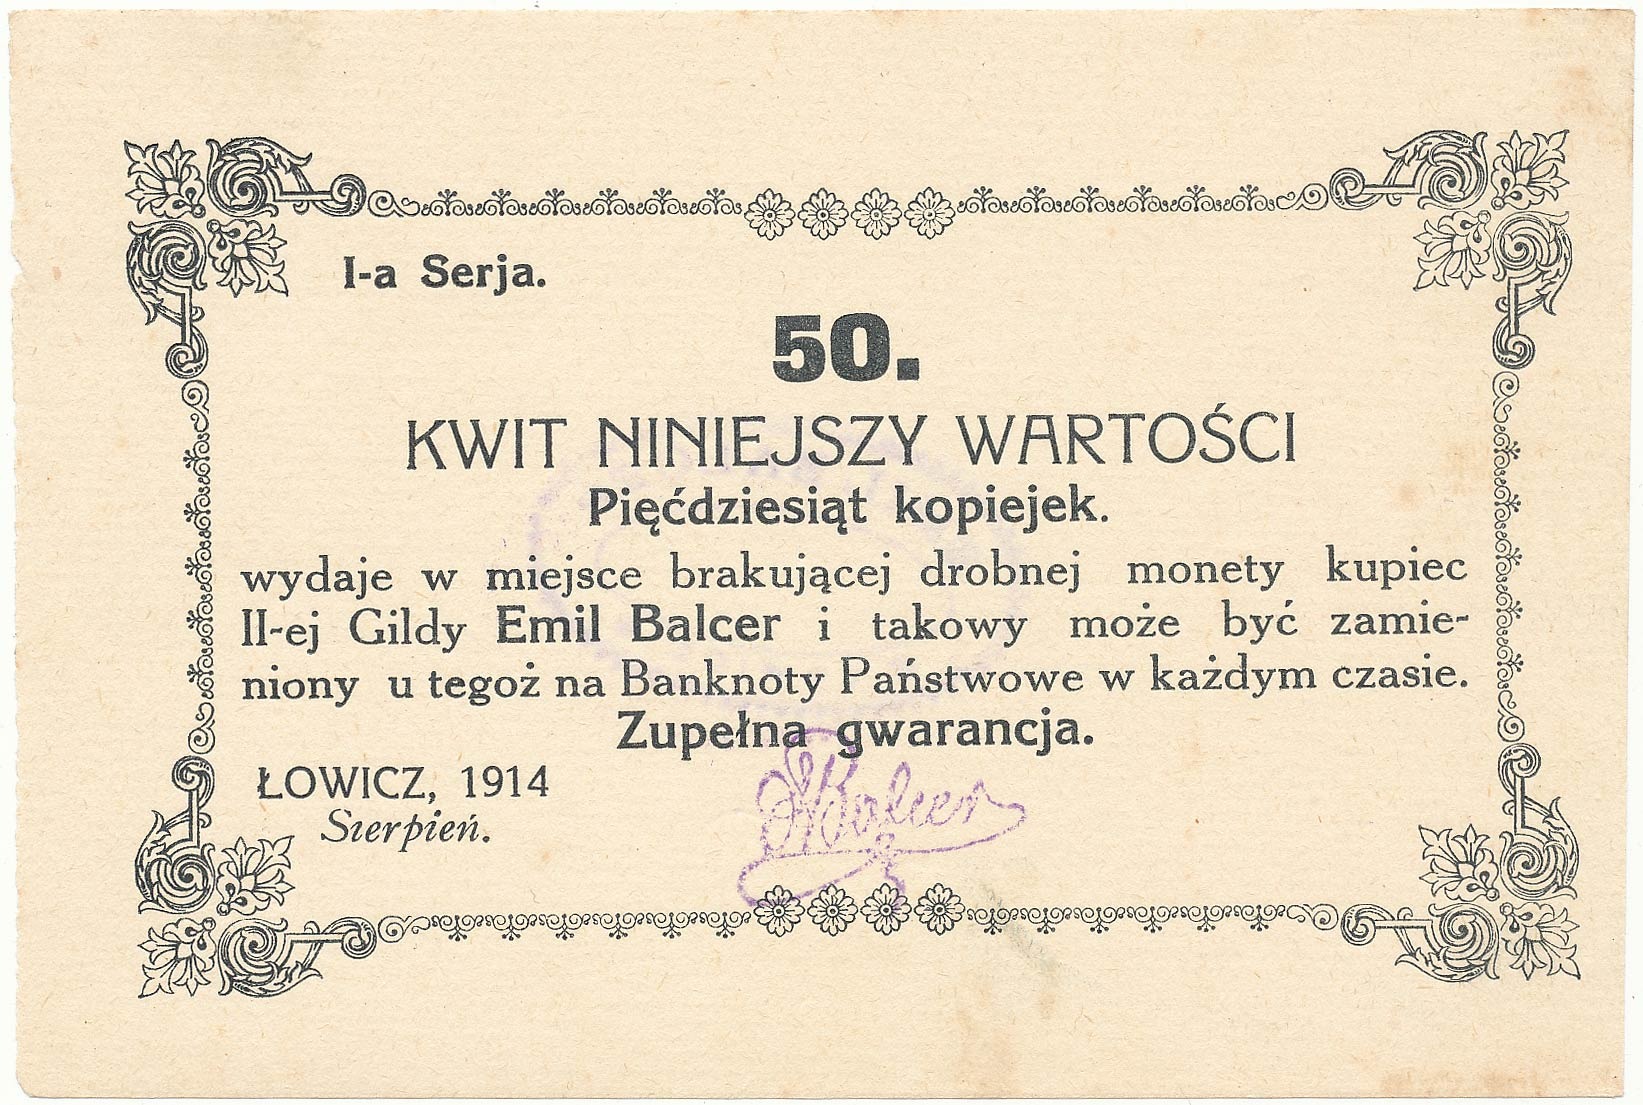 I-a Serja.
50.
KWIT NINIEJSZY WARTOŚCI
Pięćdziesiąt kopiejek.
wydaje w miejsce brakującej drobnej monety kupiec
II-ej Gildy Emil Balcer i takowy może być zamie-
niony u tegoż na Banknoty Państwowe w każdym czasie.
Zupełna gwarancja.
ŁOWICZ, 1914
Sierpień.
Balcer